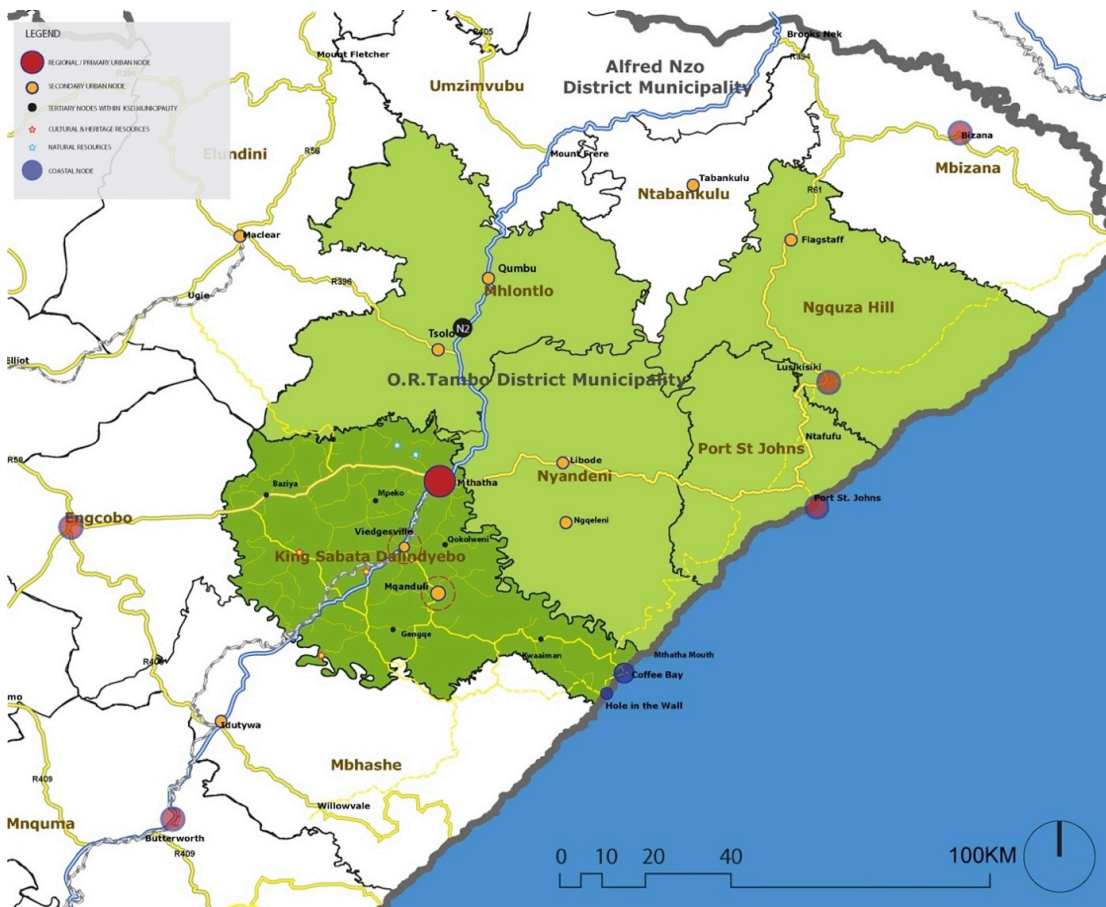 LEGEND
REGIONAL / PRIMARY URBAN NODE
SECONDARY URBAN NODE
TERTIARY NODES WITHIN KSD MUNICIPALITY
CULTURAL & HERITAGE RESOURCES
NATURAL RESOURCES
COASTAL NODE
R405
Brooks Nek
R394
Mount Fletcher
Alfred Nzo
District Municipality
Umzimvubu
Bizana
Mbizana
R56
Elundini
Mount Frere
Tabankulu
Ntabankulu
R61
Maclear
Flagstaff
Qumbu
Mhlontlo
R396
Ugie
Ngquza Hill
N2
Tsolo
Elliot
Lusikisiki
O.R.Tambo District Municipality
Ntafufu
Port St Johns
R58
Libode
Nyandeni
Mthatha
Baziya
Mpeko
Port St. Johns
Engcobo
Ngqeleni
Viedgesville
Qokolweni
King Sabata Dalindyebo
Mqanduli
Gengqe
Kwaaiman
Mthatha Mouth
Coffee Bay
mo
Hole in the Wall
Idutywa
Mbhashe
R409
Willowvale
Mnquma
Butterworth
R409
0 10 20 40 100KM